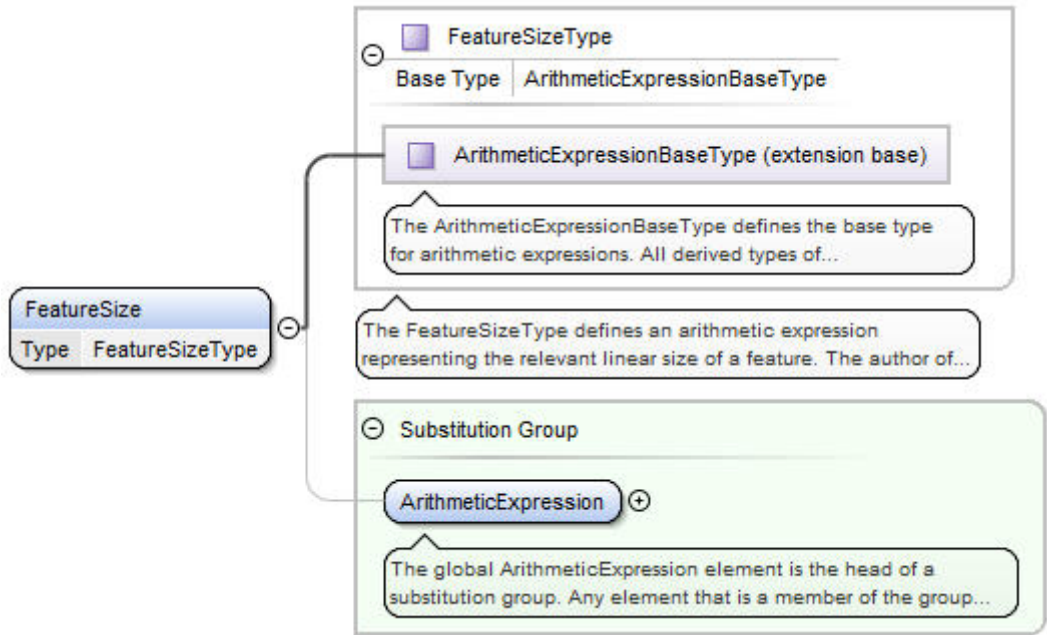 FeatureSizeType
Base Type ArithmeticExpressionBaseType
ArithmeticExpressionBaseType (extension base)
The ArithmeticExpressionBaseType defines the base type
for arithmetic expressions. All derived types of...
FeatureSize
Type FeatureSizeType
The FeatureSizeType defines an arithmetic expression
representing the relevant linear size of a feature. The author of...
Substitution Group
ArithmeticExpression
The global ArithmeticExpression element is the head of a
substitution group. Any element that is a member of the group...